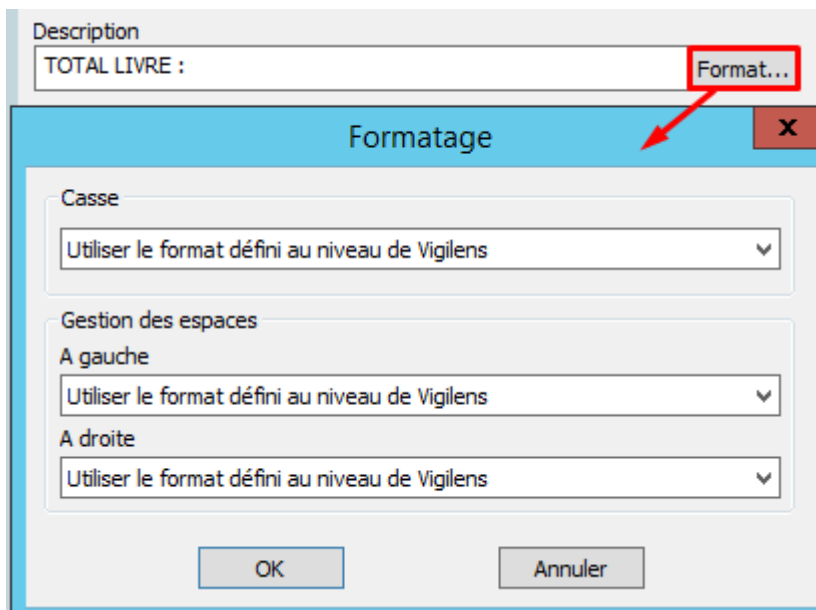 Description
TOTAL LIVRE :
Format...
Formatage
x
Casse
Utiliser le format défini au niveau de Vigilens
Gestion des espaces
A gauche
Utiliser le format défini au niveau de Vigilens
A droite
Utiliser le format défini au niveau de Vigilens
OK
Annuler